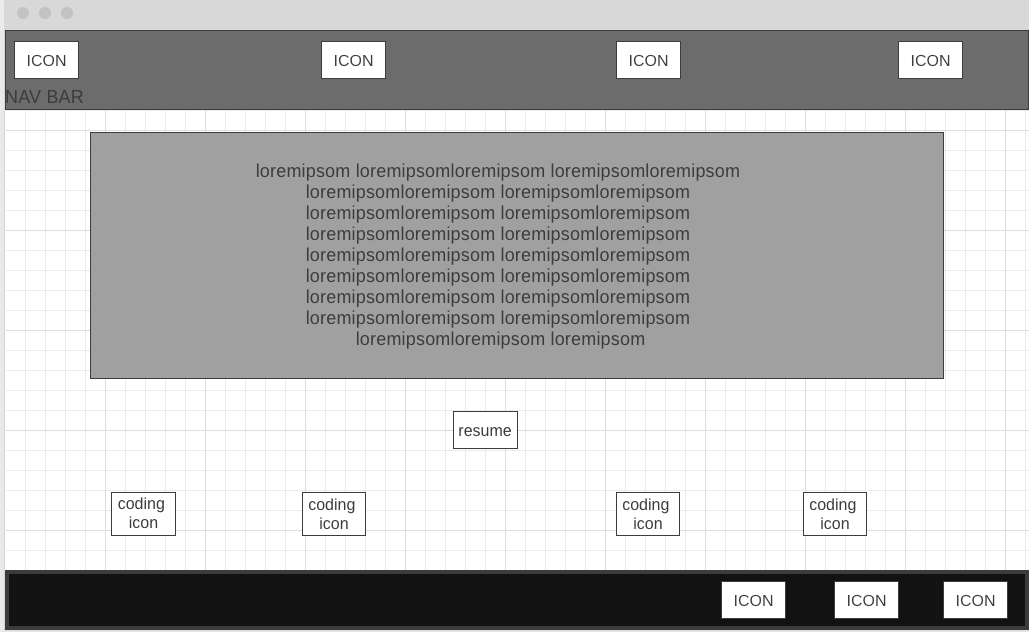 ICON ICON ICON ICON
NAV BAR
loremipsom loremipsomloremipsom loremipsomloremipsom
loremipsomloremipsom loremipsomloremipsom
loremipsomloremipsom loremipsomloremipsom
loremipsomloremipsom loremipsomloremipsom
loremipsomloremipsom loremipsomloremipsom
loremipsomloremipsom loremipsomloremipsom
loremipsomloremipsom loremipsomloremipsom
loremipsomloremipsom loremipsomloremipsom
loremipsomloremipsom loremipsom
resume
coding
icon
coding
icon
coding
icon
coding
icon
ICON ICON ICON